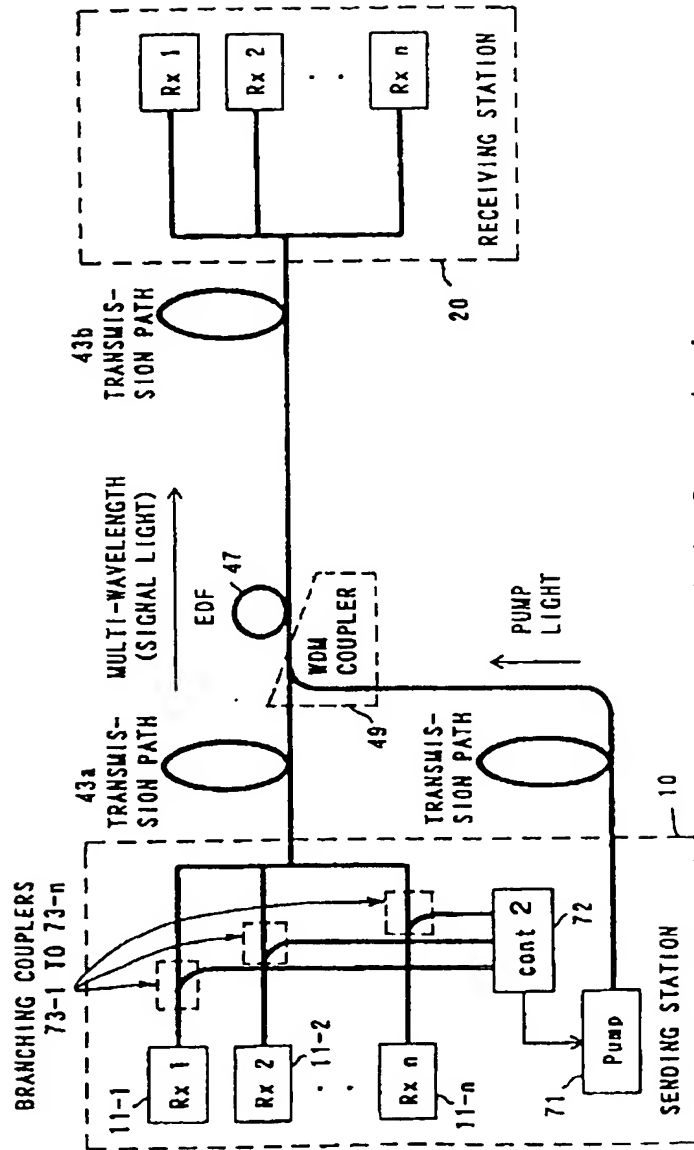 BRANCHING COUPLERS
73-1 TO 73-n
11-1
Rx 1
Rx 2
11-2
. .
Rx n
11-n
cont 2
72
Pump
71
SENDING STATION
10
43a
TRANSMIS-
SION PATH
TRANSMIS-
SION PATH
MULTI-WAVELENGTH
(SIGNAL LIGHT)
EDF
47
WDM
COUPLER
49
PUMP
LIGHT
43b
TRANSMIS-
SION PATH
Rx 1
Rx 2
. .
Rx n
RECEIVING STATION
20